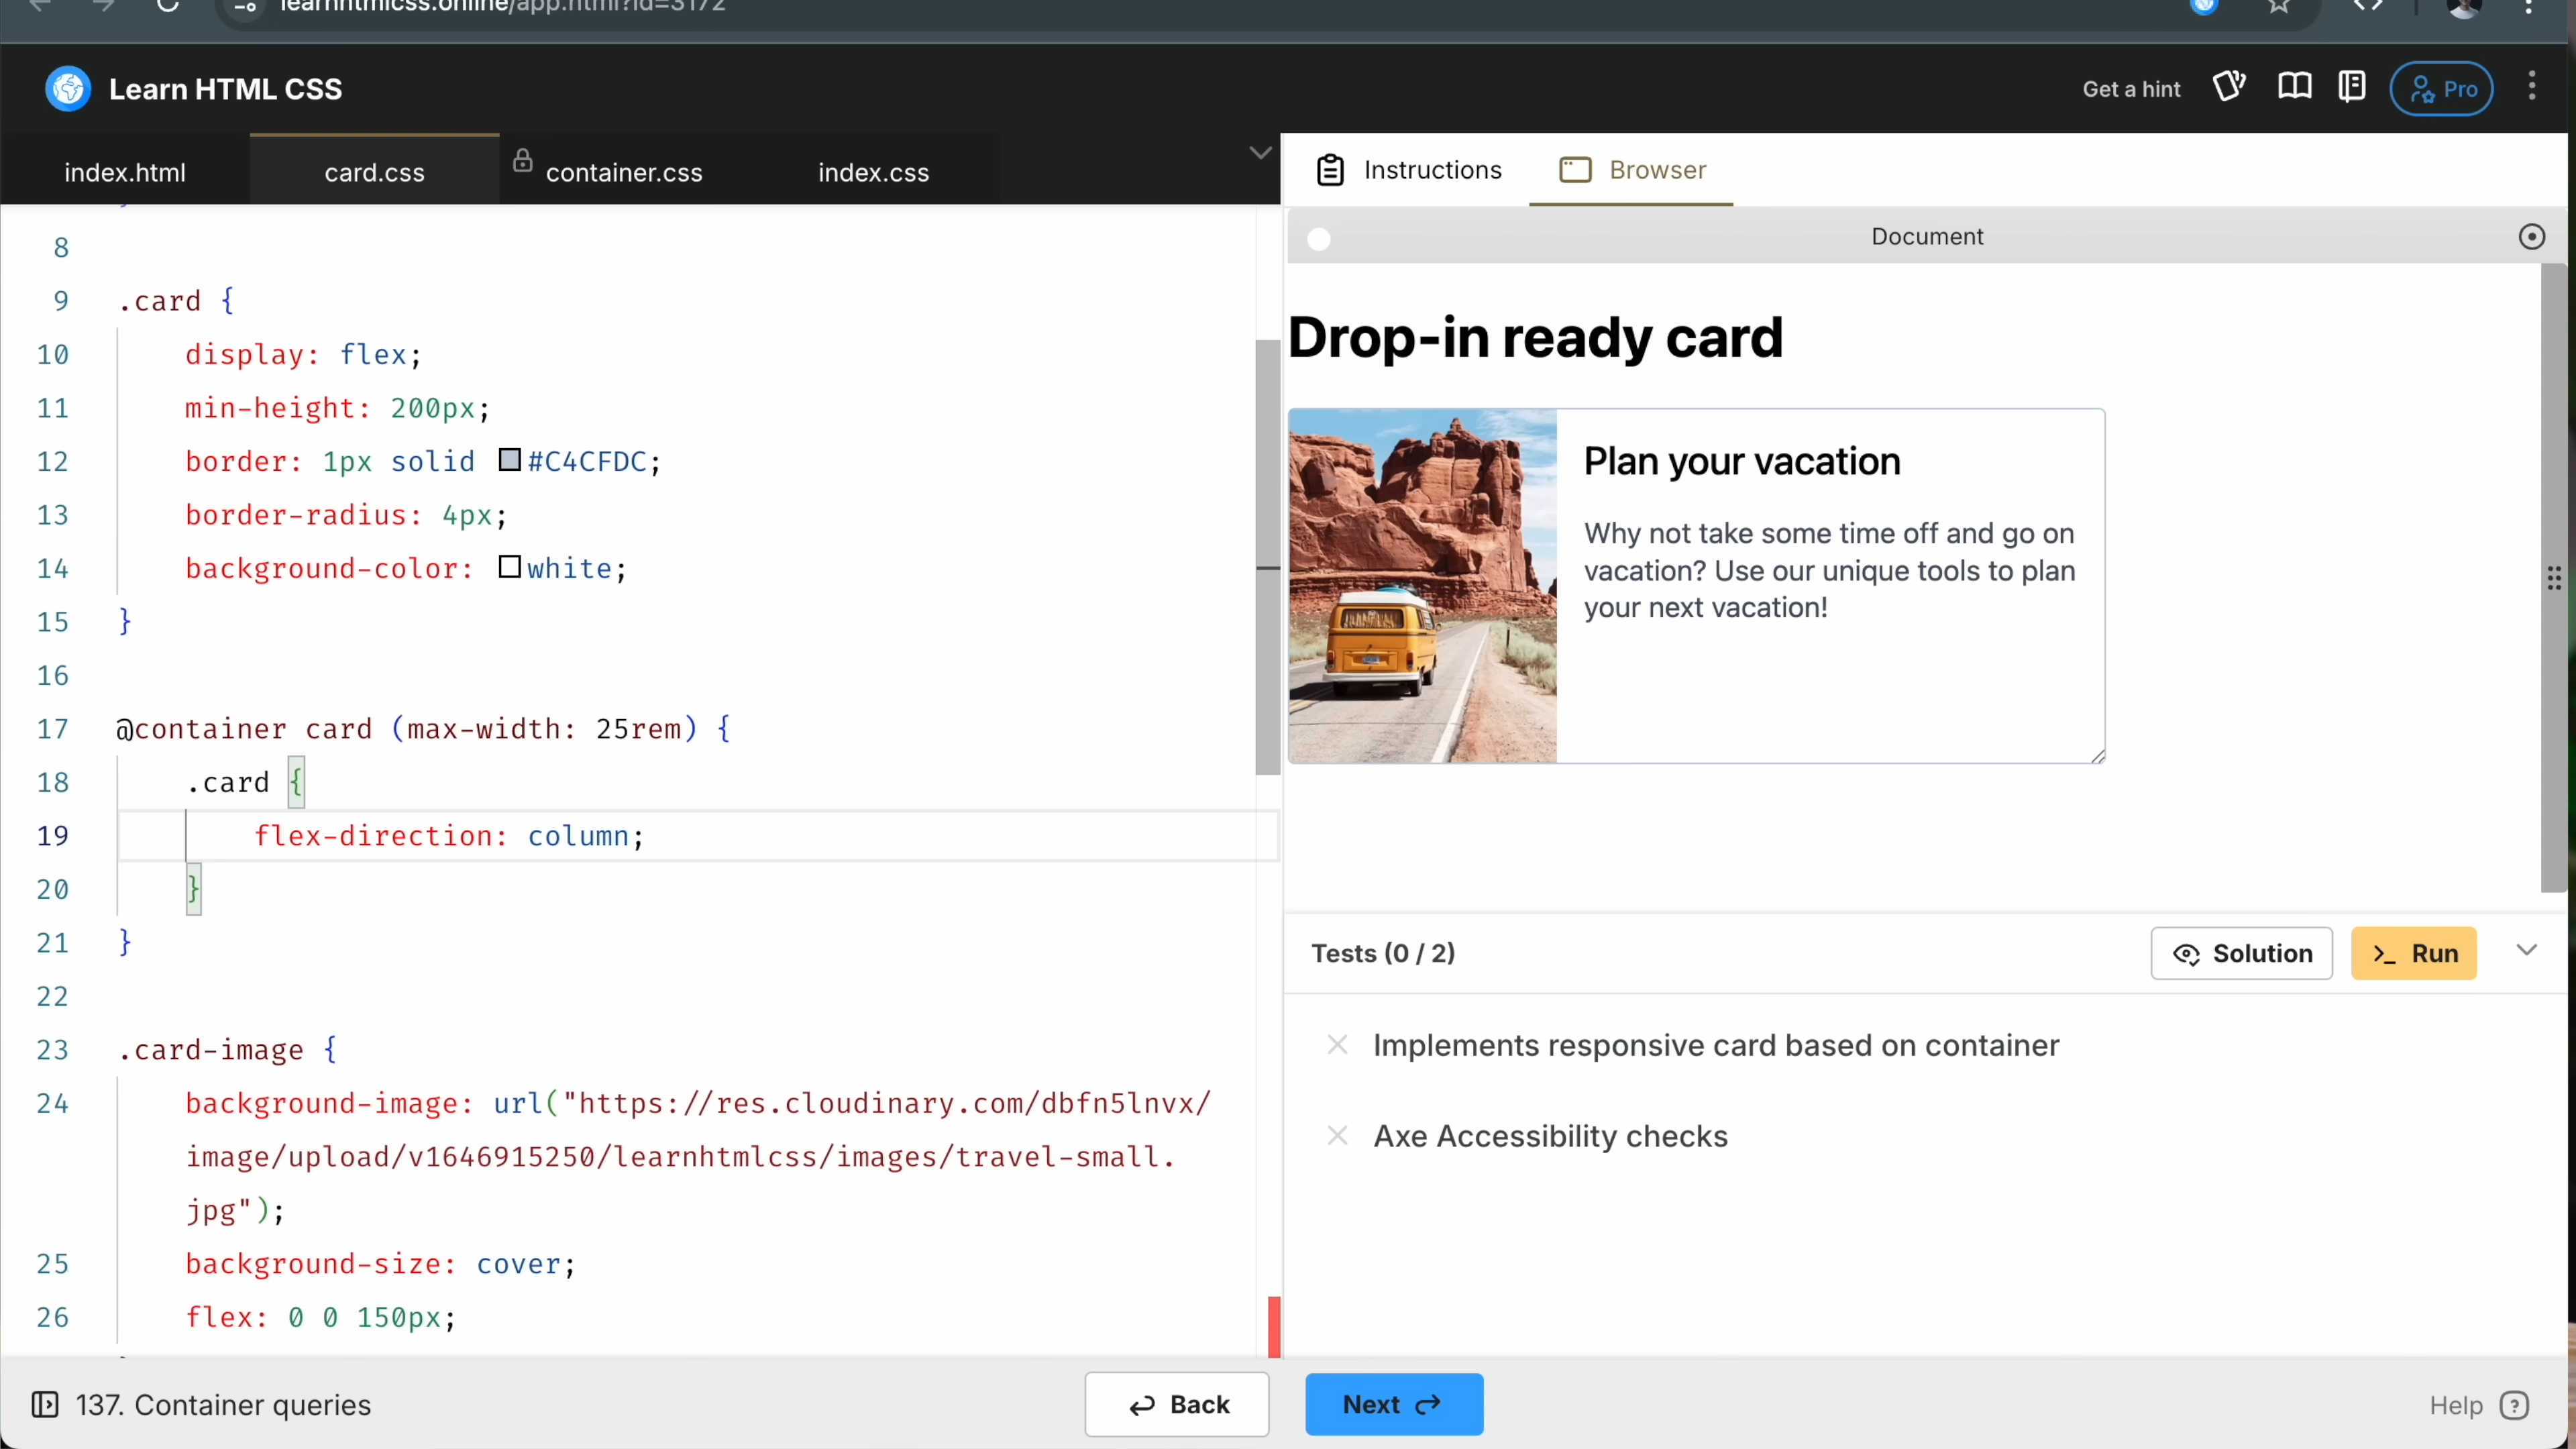 learnhtmlcss.online/app.html?id=3172
Learn HTML CSS
Get a hint
Pro
index.html
card.css
container.css
index.css
Instructions
Browser
8
9 .card {
10 display: flex;
11 min-height: 200px;
12 border: 1px solid #C4CFDC;
13 border-radius: 4px;
14 background-color: white;
15 }
16
17 @container card (max-width: 25rem) {
18 .card {
19 flex-direction: column;
20 }
21 }
22
23 .card-image {
24 background-image: url("https://res.cloudinary.com/dbfn5lnvx/
image/upload/v1646915250/learnhtmlcss/images/travel-small.
jpg");
25 background-size: cover;
26 flex: 0 0 150px;
Document
Drop-in ready card
Plan your vacation
Why not take some time off and go on
vacation? Use our unique tools to plan
your next vacation!
Tests (0 / 2)
Solution
>_ Run
Implements responsive card based on container
Axe Accessibility checks
137. Container queries
Back
Next
Help ?